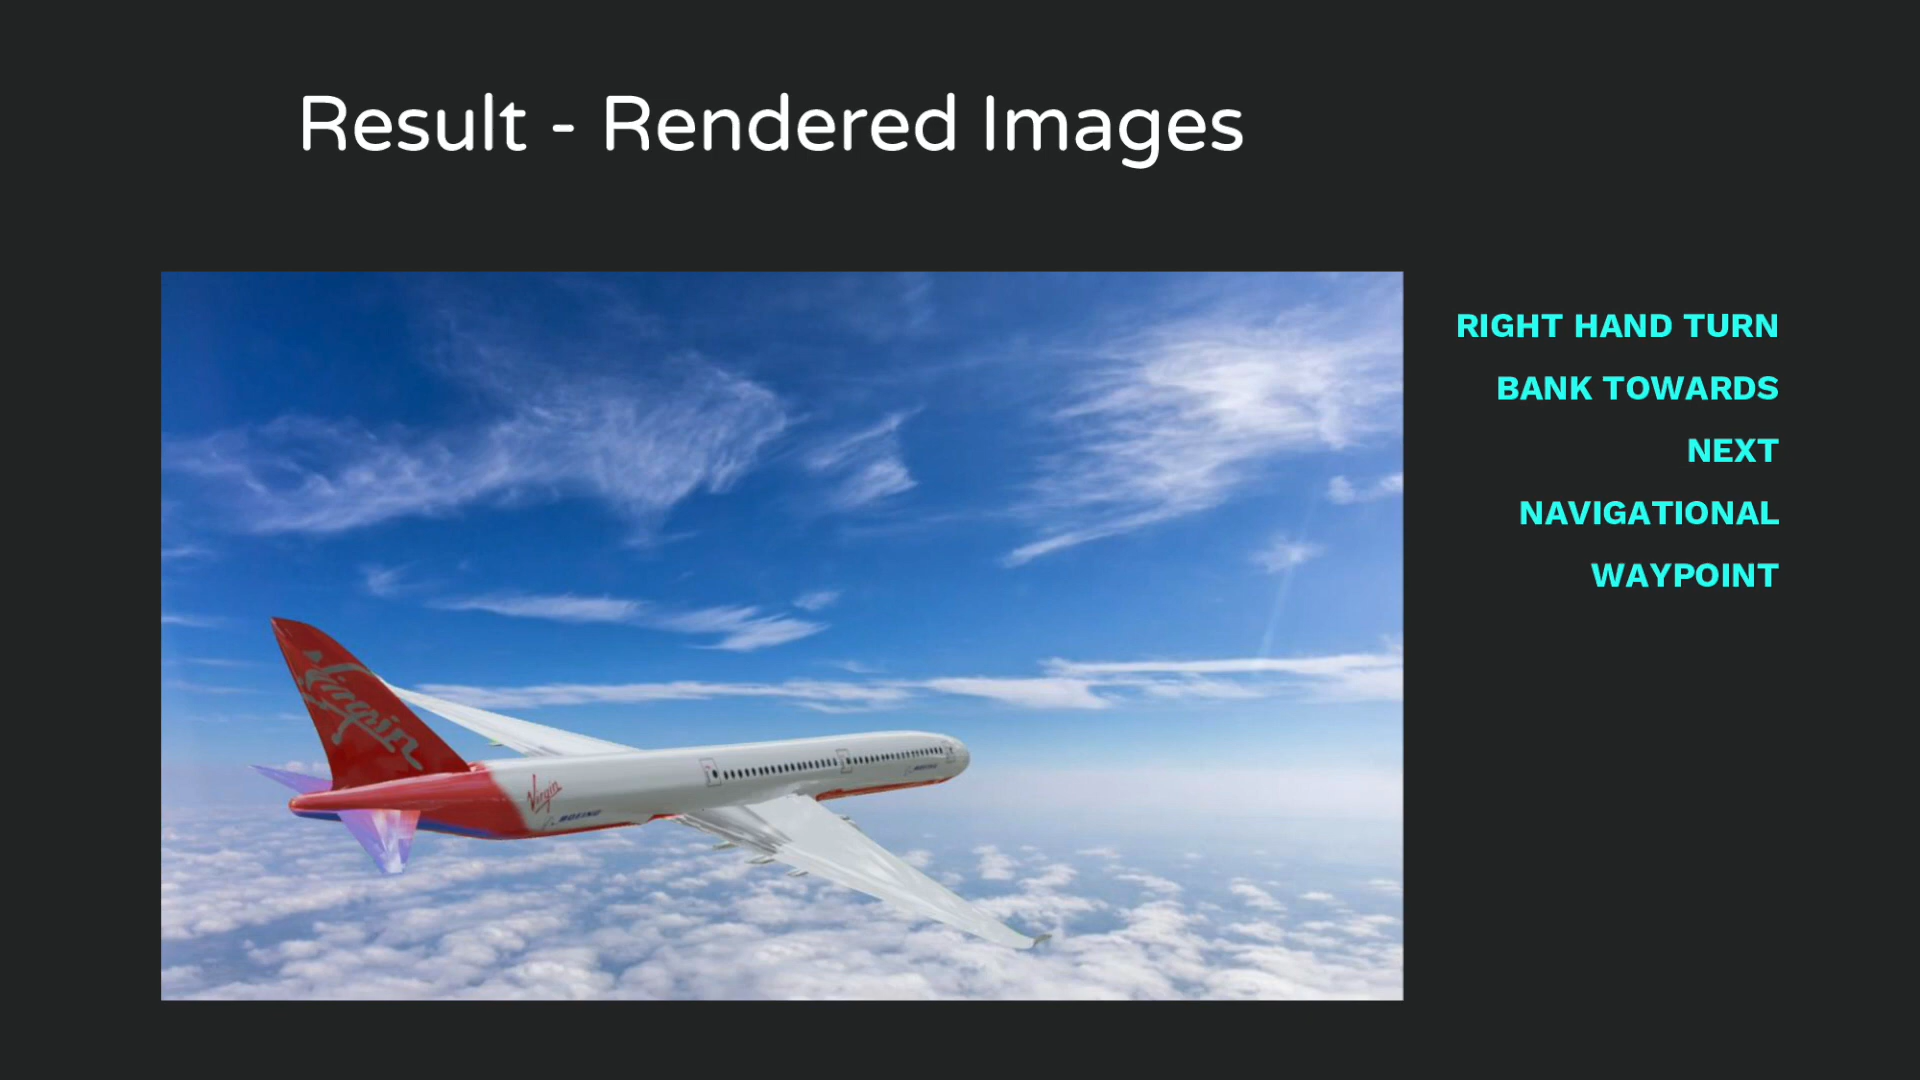 Result - Rendered Images
RIGHT HAND TURN
BANK TOWARDS
NEXT
NAVIGATIONAL
WAYPOINT
Virgin
Virgin
BOEING